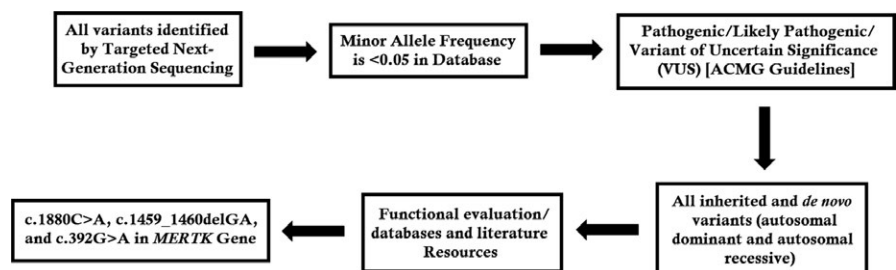 All variants identified
by Targeted Next-
Generation Sequencing
Minor Allele Frequency
is <0.05 in Database
Pathogenic/Likely Pathogenic/
Variant of Uncertain Significance
(VUS) [ACMG Guidelines]
All inherited and de novo
variants (autosomal
dominant and autosomal
recessive)
Functional evaluation/
databases and literature
Resources
c.1880C>A, c.1459_1460delGA,
and c.392G>A in MERTK Gene